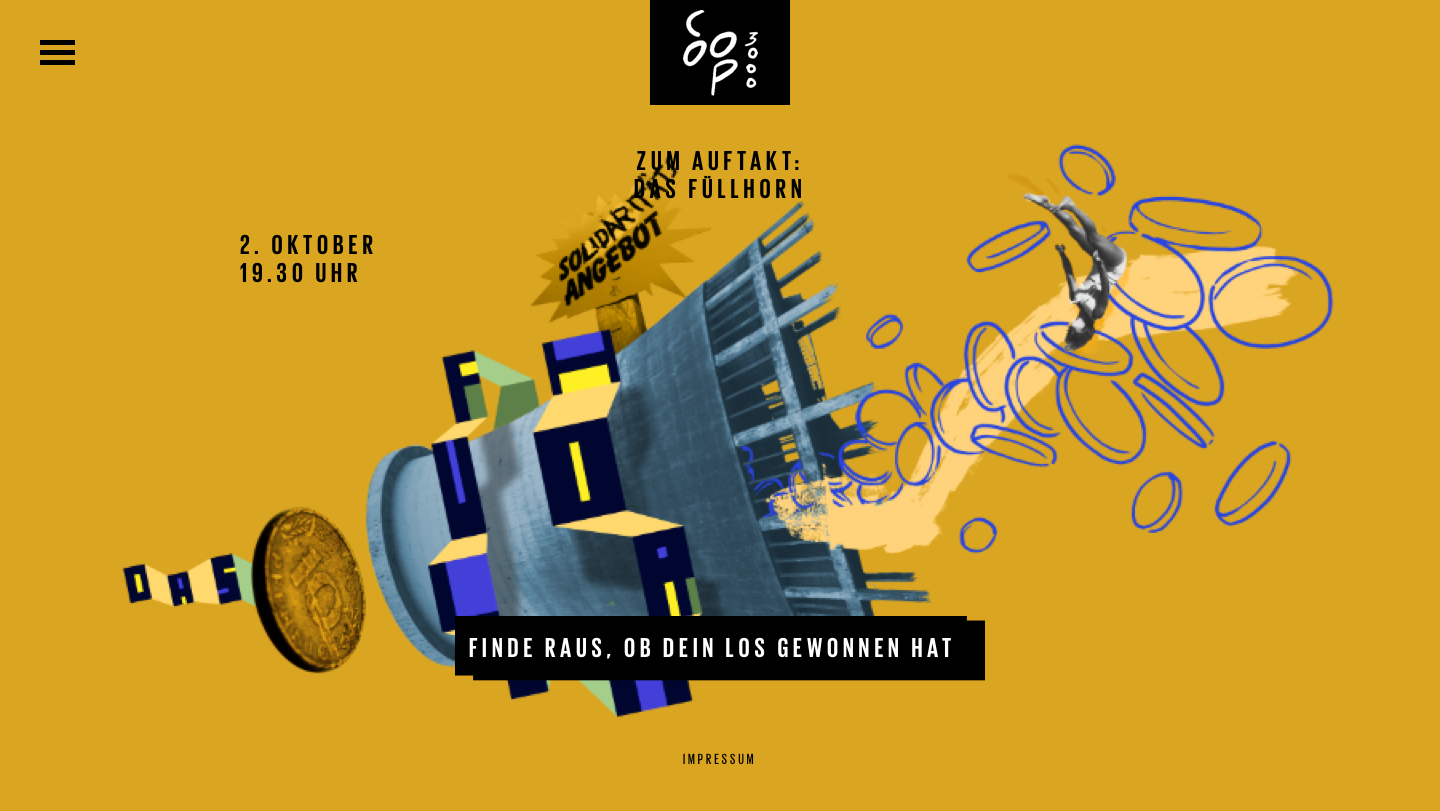 COOP
3000
ZUM AUFTAKT:
DAS FÜLLHORN
2. OKTOBER
19.30 UHR
SOLIDARITÄTS
ANGEBOT
DAS
FINDE RAUS, OB DEIN LOS GEWONNEN HAT
IMPRESSUM